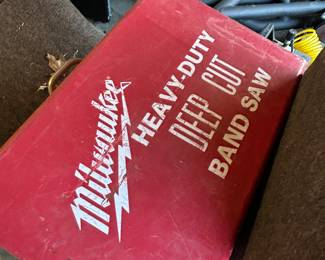 Milwaukee
HEAVY-DUTY
DEEP CUT
BAND SAW